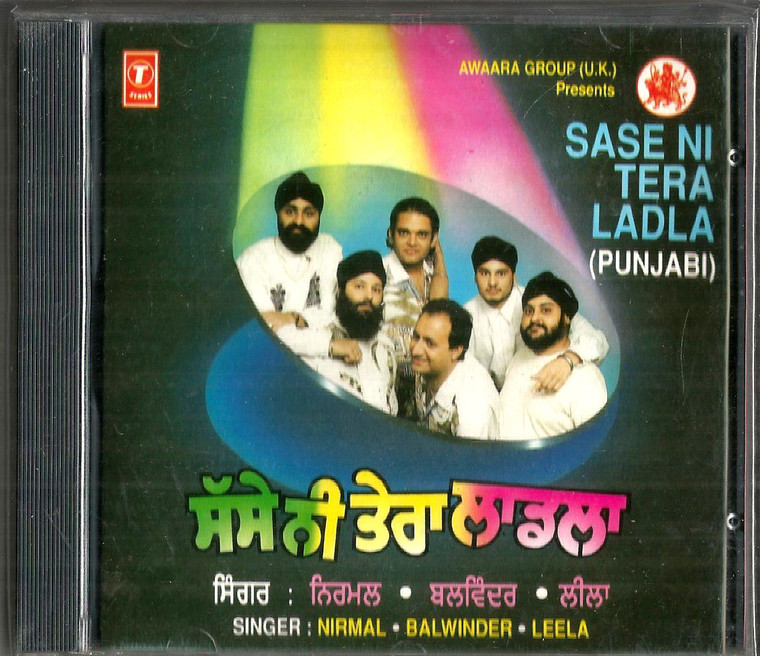 T
SERIES
AWAARA GROUP (U.K.)
Presents
SASE NI
TERA
LADLA
(PUNJABI)
ਸੱਸੇ ਨੀ ਤੇਰਾ ਲਾਡਲਾ
ਸਿੰਗਰ : ਨਿਰਮਲ • ਬਲਵਿੰਦਰ • ਲੀਲਾ
SINGER : NIRMAL • BALWINDER • LEELA